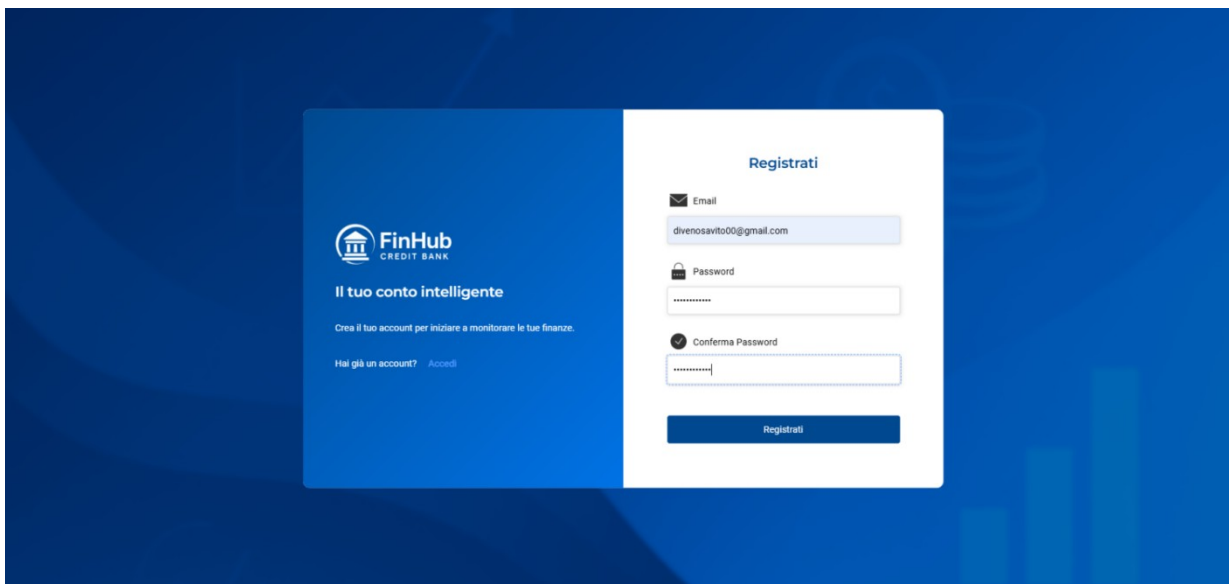 FinHub
CREDIT BANK
Il tuo conto intelligente
Crea il tuo account per iniziare a monitorare le tue finanze.
Hai già un account? Accedi
Registrati
Email
divenosavito00@gmail.com
Password
••••••••••••
Conferma Password
••••••••••••
Registrati